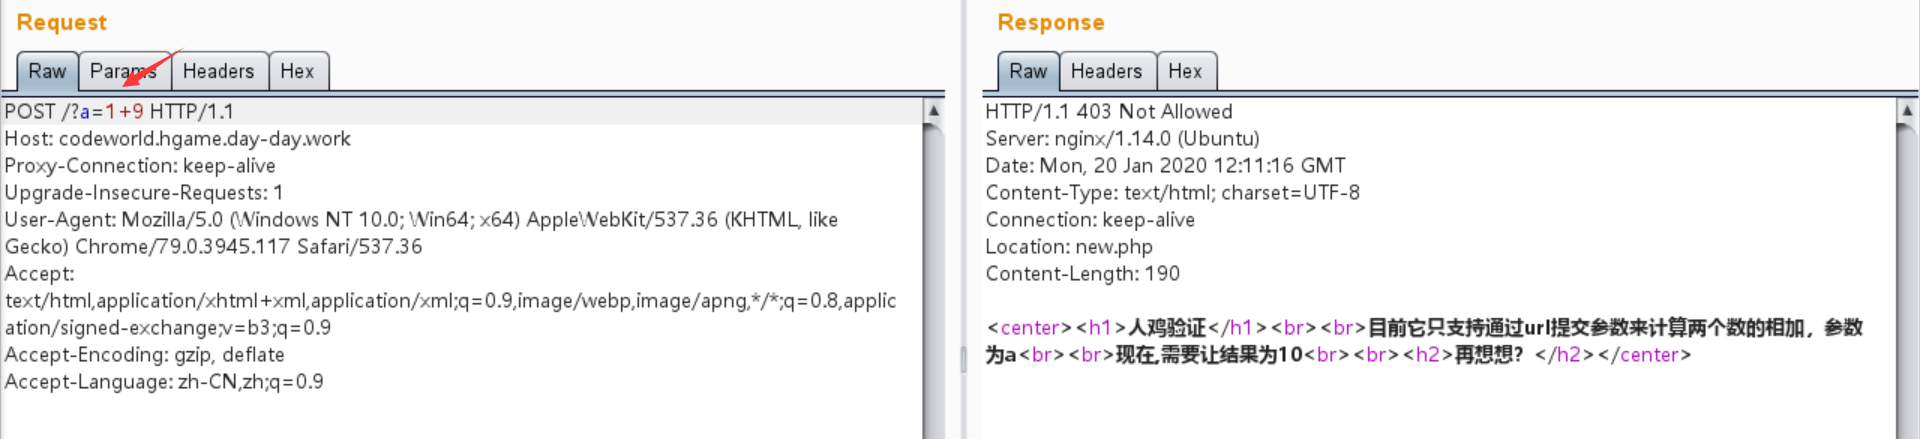 Request
Raw Params Headers Hex
POST /?a=1+9 HTTP/1.1
Host: codeworld.hgame.day-day.work
Proxy-Connection: keep-alive
Upgrade-Insecure-Requests: 1
User-Agent: Mozilla/5.0 (Windows NT 10.0; Win64; x64) AppleWebKit/537.36 (KHTML, like
Gecko) Chrome/79.0.3945.117 Safari/537.36
Accept:
text/html,application/xhtml+xml,application/xml;q=0.9,image/webp,image/apng,*/*;q=0.8,applic
ation/signed-exchange;v=b3;q=0.9
Accept-Encoding: gzip, deflate
Accept-Language: zh-CN,zh;q=0.9
Response
Raw Headers Hex
HTTP/1.1 403 Not Allowed
Server: nginx/1.14.0 (Ubuntu)
Date: Mon, 20 Jan 2020 12:11:16 GMT
Content-Type: text/html; charset=UTF-8
Connection: keep-alive
Location: new.php
Content-Length: 190
<center><h1>人鸡验证</h1><br><br>目前它只支持通过url提交参数来计算两个数的相加，参数
为a<br><br>现在,需要让结果为10<br><br><h2>再想想？</h2></center>